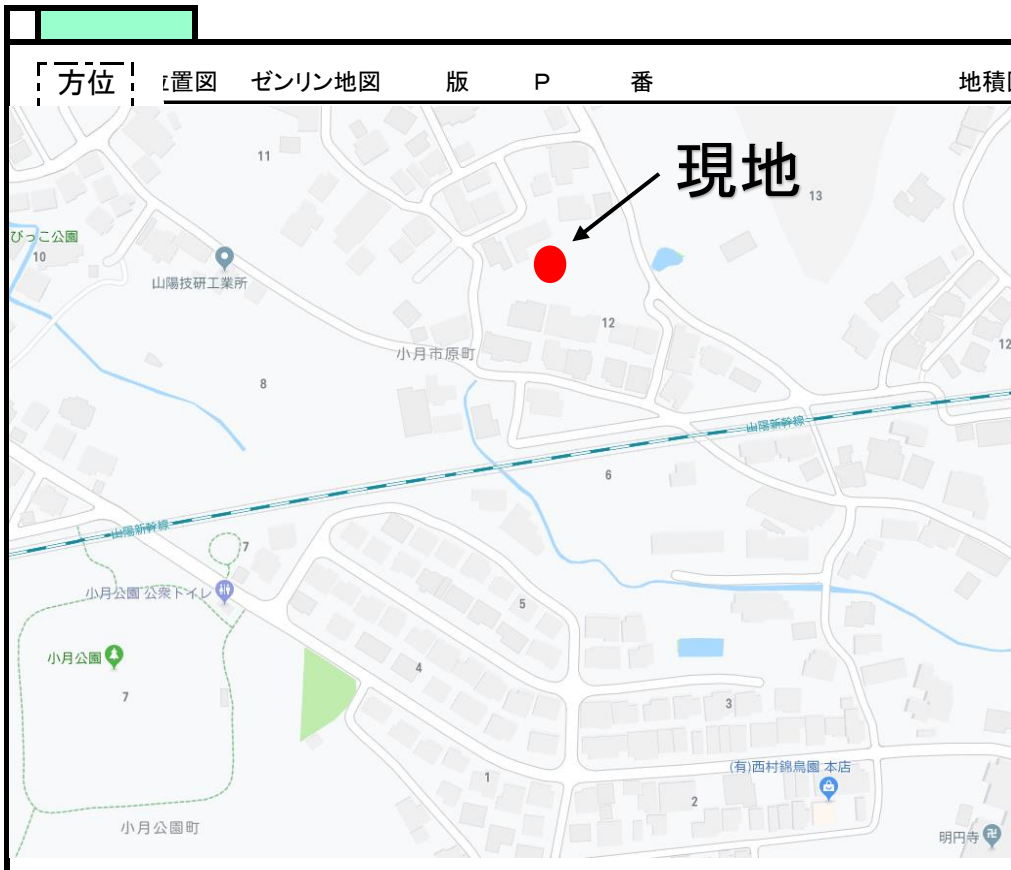 方位
置図 ゼンリン地図 版 P 番 地積
現地
11
13
びっこ公園
10
山陽技研工業所
12
小月市原町
12
8
山陽新幹線
6
山陽新幹線
7
小月公園 公衆トイレ
5
小月公園
4
7
3
(有)西村錦鳥園 本店
1
2
小月公園町
明円寺